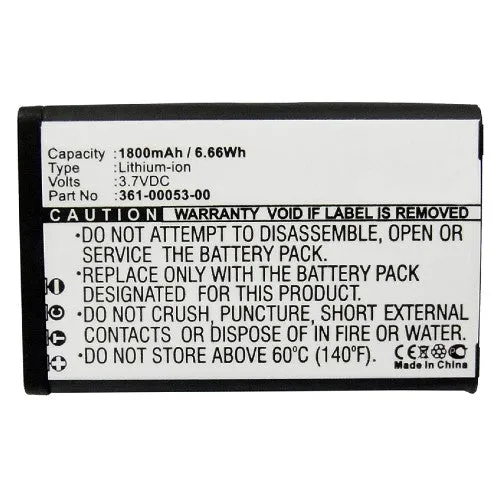 Capacity :1800mAh / 6.66Wh
Type :Lithium-ion
Volts :3.7VDC
Part No :361-00053-00
CAUTION WARRANTY VOID IF LABEL IS REMOVED
•DO NOT ATTEMPT TO DISASSEMBLE, OPEN OR
SERVICE THE BATTERY PACK.
•REPLACE ONLY WITH THE BATTERY PACK
DESIGNATED FOR THIS PRODUCT.
•DO NOT CRUSH, PUNCTURE, SHORT EXTERNAL
CONTACTS, OR DISPOSE IN FIRE OR WATER.
•DO NOT STORE ABOVE 60°C (140°F)
CE
Made in China